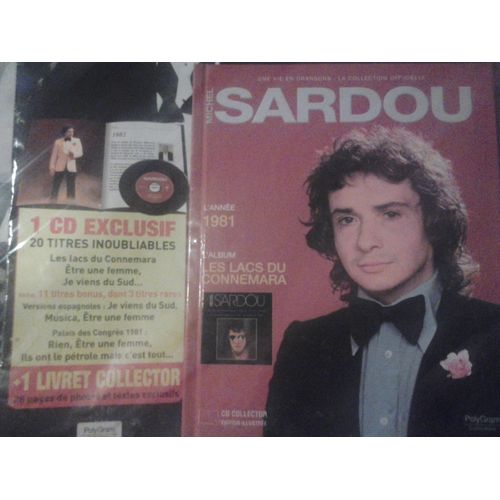 1981
1 CD EXCLUSIF
20 TITRES INOUBLIABLES
Les lacs du Connemara
Être une femme,
Je viens du Sud...
11 titres bonus, dont 3 titres rares
Versions espagnoles : Je viens du Sud,
Música, Être une femme
Palais des Congrès 1981 :
Rien, Être une femme,
Ils ont le pétrole mais c'est tout...
+1 LIVRET COLLECTOR
28 pages de photos et textes exclusifs
PolyGram
UNE VIE EN CHANSONS - LA COLLECTION OFFICIELLE
MICHEL
SARDOU
L'ANNÉE
1981
L'ALBUM
LES LACS DU
CONNEMARA
SARDOU
CD COLLECTOR
ÉDITION ILLUSTRÉE
PolyGram